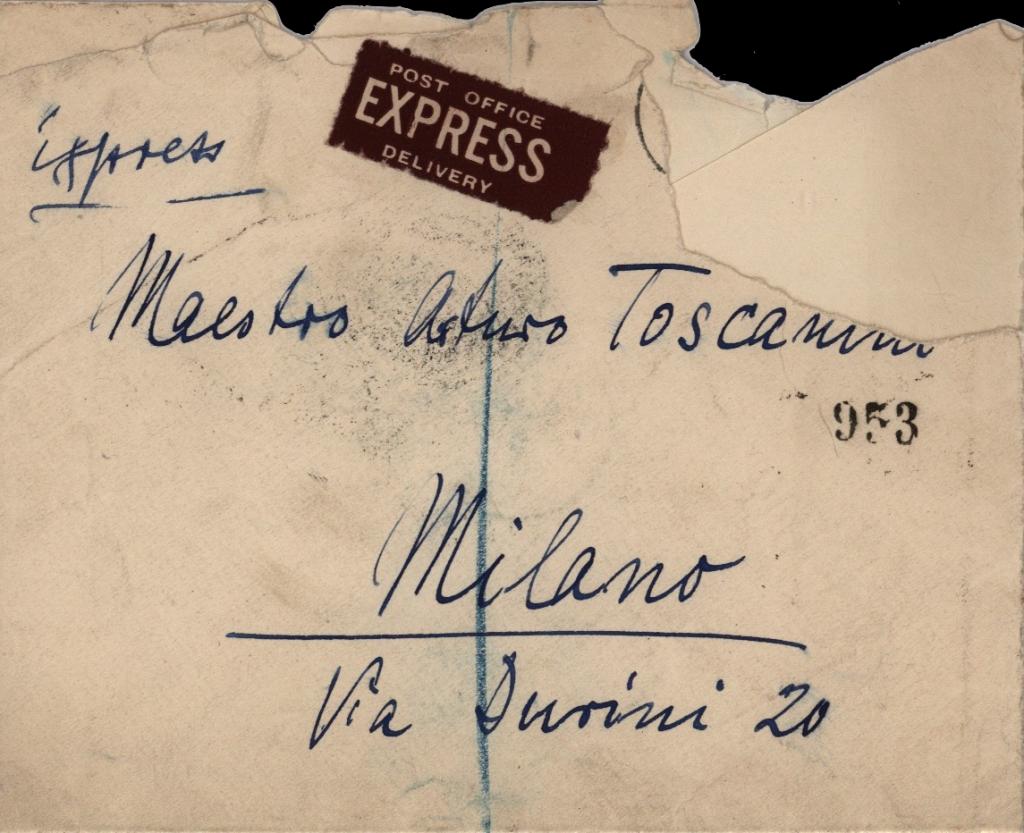 POST OFFICE
EXPRESS
DELIVERY
Express
Maestro Arturo Toscanini
953
Milano
Via Durini 20